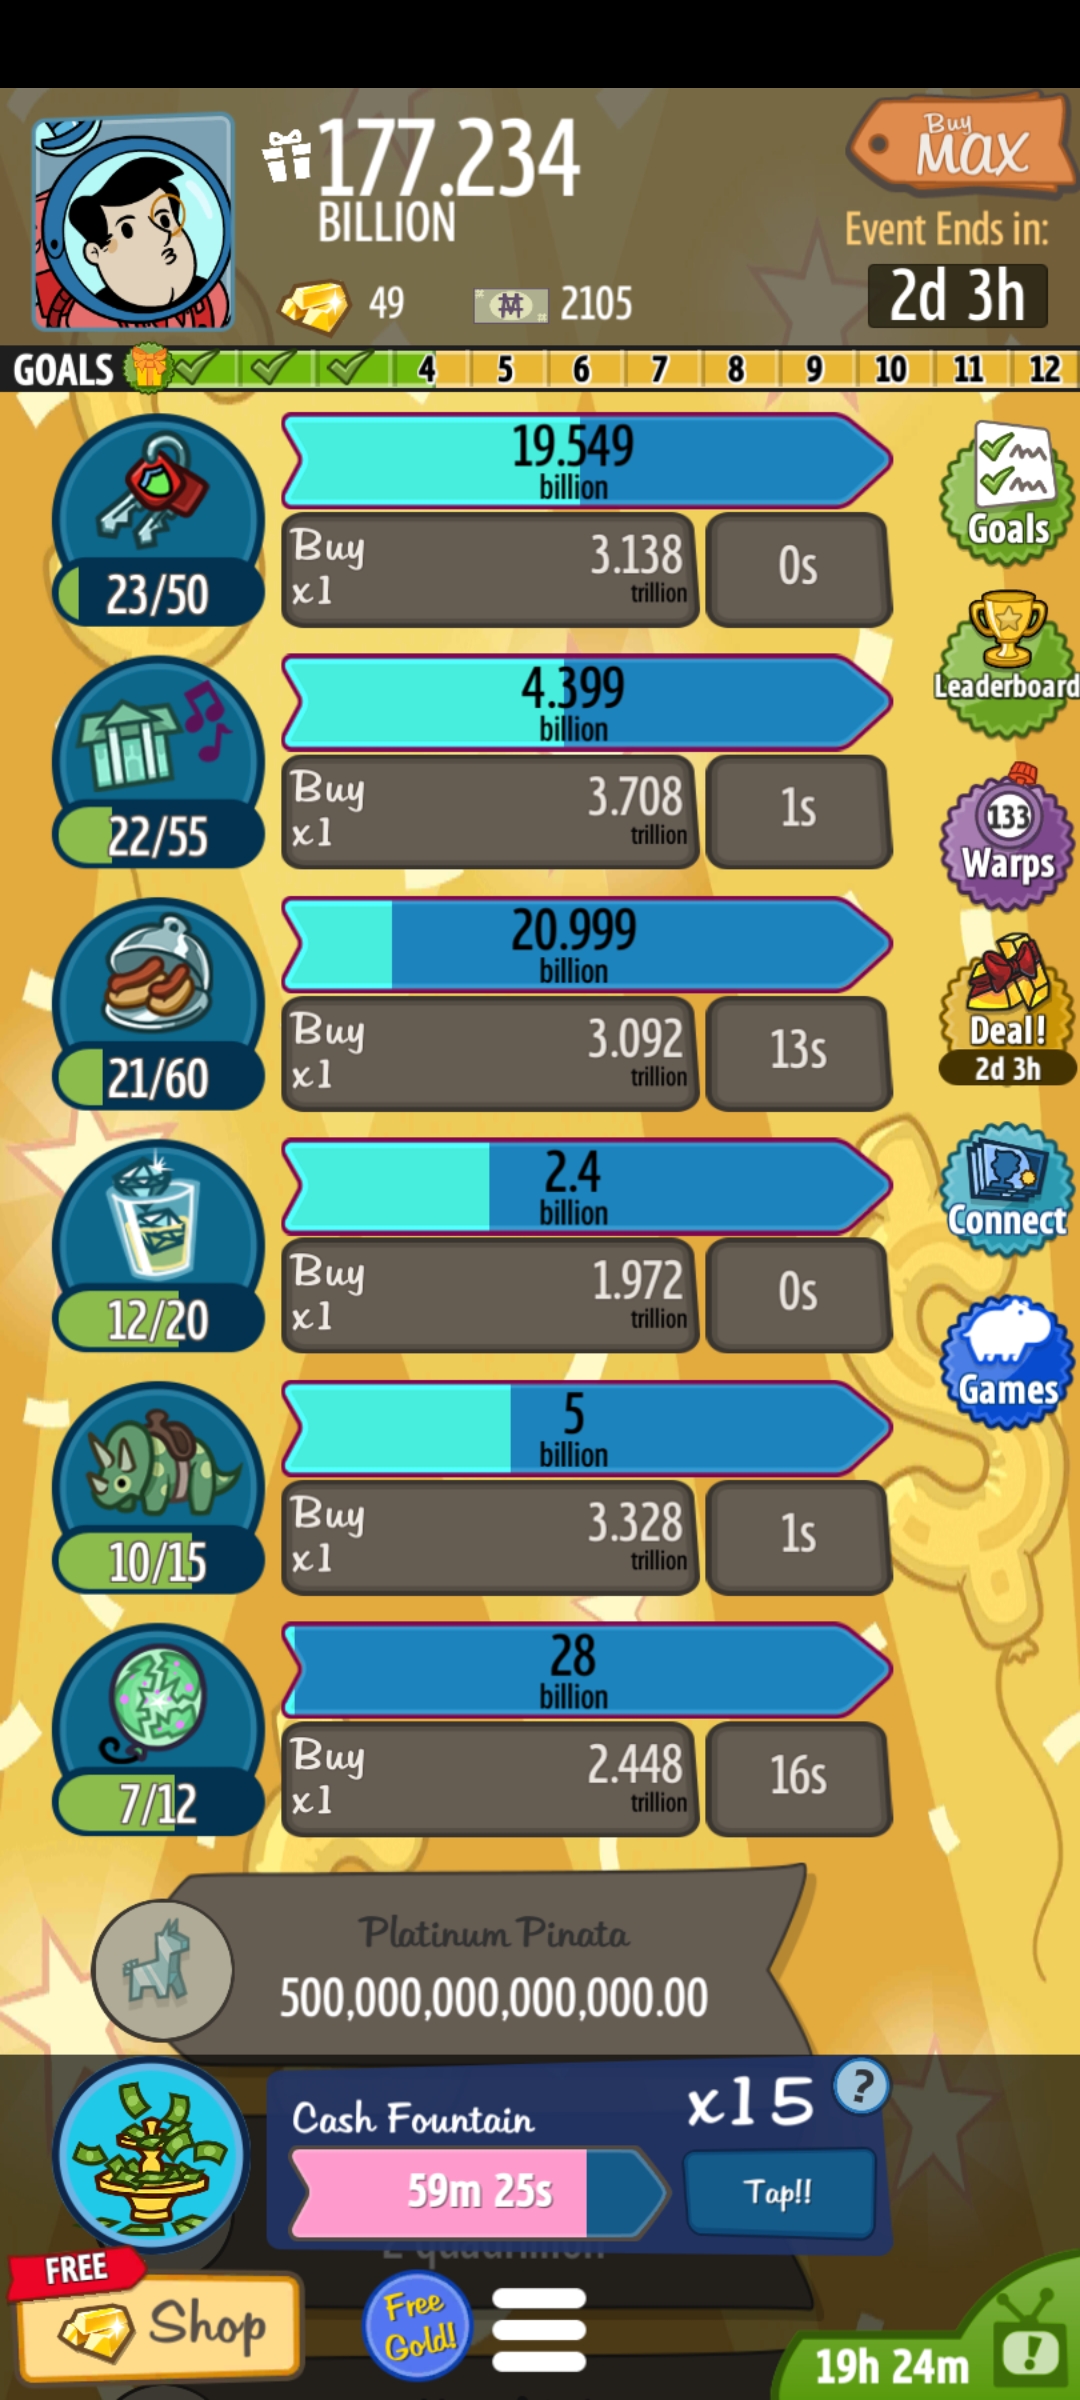 177.234
BILLION
Buy
MAX
Event Ends in:
2d 3h
49
2105
GOALS 4 5 6 7 8 9 10 11 12
19.549
billion
Buy
x1
3.138
trillion
0s
23/50
Goals
4.399
billion
Buy
x1
3.708
trillion
1s
22/55
Leaderboard
20.999
billion
Buy
x1
3.092
trillion
13s
21/60
133
Warps
2.4
billion
Buy
x1
1.972
trillion
0s
12/20
Deal!
2d 3h
5
billion
Buy
x1
3.328
trillion
1s
10/15
Connect
28
billion
Buy
x1
2.448
trillion
16s
7/12
Games
Platinum Pinata
500,000,000,000,000.00
Cash Fountain
x15
?
59m 25s
Tap!!
2 quadrillion
FREE
Shop
Free
Gold!
19h 24m